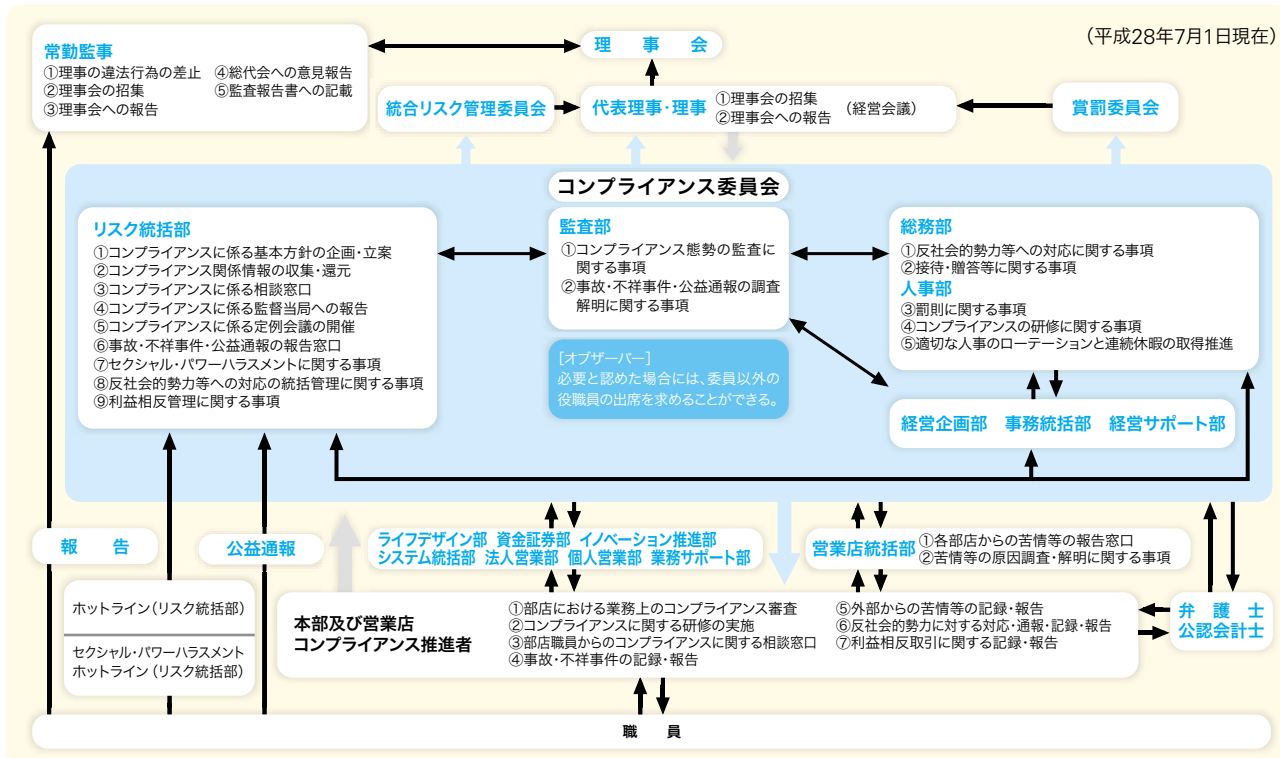 (平成28年7月1日現在)
常勤監事
①理事の違法行為の差止 ④総代会への意見報告
②理事会の招集 ⑤監査報告書への記載
③理事会への報告
理 事 会
統合リスク管理委員会
代表理事・理事
①理事会の招集
②理事会への報告
(経営会議)
賞罰委員会
コンプライアンス委員会
リスク統括部
①コンプライアンスに係る基本方針の企画・立案
②コンプライアンス関係情報の収集・還元
③コンプライアンスに係る相談窓口
④コンプライアンスに係る監督当局への報告
⑤コンプライアンスに係る定例会議の開催
⑥事故・不祥事件・公益通報の報告窓口
⑦セクシャル・パワーハラスメントに関する事項
⑧反社会的勢力等への対応の統括管理に関する事項
⑨利益相反管理に関する事項
監査部
①コンプライアンス態勢の監査に
関する事項
②事故・不祥事件・公益通報の調査
解明に関する事項
[オブザーバー]
必要と認めた場合には、委員以外の
役職員の出席を求めることができる。
総務部
①反社会的勢力等への対応に関する事項
②接待・贈答等に関する事項
人事部
③罰則に関する事項
④コンプライアンスの研修に関する事項
⑤適切な人事のローテーションと連続休暇の取得推進
経営企画部 事務統括部 経営サポート部
報 告
公益通報
ライフデザイン部 資金証券部 イノベーション推進部
システム統括部 法人営業部 個人営業部 業務サポート部
営業店統括部
①各部店からの苦情等の報告窓口
②苦情等の原因調査・解明に関する事項
ホットライン(リスク統括部)
セクシャル・パワーハラスメント
ホットライン(リスク統括部)
本部及び営業店
コンプライアンス推進者
①部店における業務上のコンプライアンス審査
②コンプライアンスに関する研修の実施
③部店職員からのコンプライアンスに関する相談窓口
④事故・不祥事件の記録・報告
⑤外部からの苦情等の記録・報告
⑥反社会的勢力に対する対応・通報・記録・報告
⑦利益相反取引に関する記録・報告
弁 護 士
公認会計士
職 員